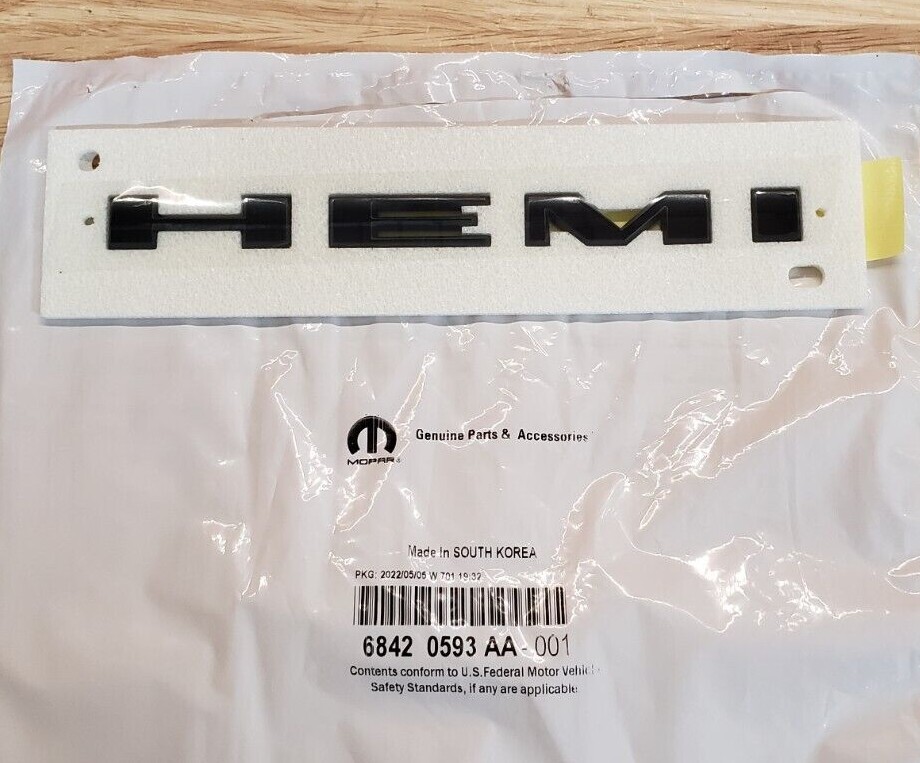 HEMI
MOPAR
Genuine Parts & Accessories
Made In SOUTH KOREA
PKG: 2022/05/05 W 701 19:32
6842 0593 AA - 001
Contents conform to U.S.Federal Motor Vehicle
Safety Standards, if any are applicable.